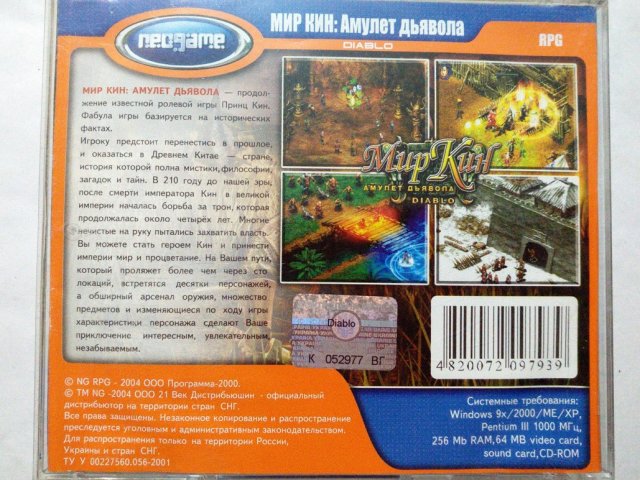 neogame
МИР КИН: Амулет дьявола
DIABLO
RPG
МИР КИН: АМУЛЕТ ДЬЯВОЛА — продол-
жение известной ролевой игры Принц Кин.
Фабула игры базируется на исторических
фактах.
Игроку предстоит перенестись в прошлое,
и оказаться в Древнем Китае — стране,
история которой полна мистики,философии,
загадок и тайн. В 210 году до нашей эры,
после смерти императора Кин в великой
империи началась борьба за трон, которая
продолжалась около четырёх лет. Многие
нечистые на руку пытались захватить власть.
Вы можете стать героем Кин и принести
империи мир и процветание. На Вашем пути,
который проляжет более чем через сто
локаций, встретятся десятки персонажей,
а обширный арсенал оружия, множество
предметов и изменяющиеся по ходу игры
характеристики персонажа сделают Ваше
приключение интересным, увлекательным,
незабываемым.
Мир Кин
АМУЛЕТ ДЬЯВОЛА
DIABLO
Diablo
К 052977 ВГ
4820072097939
© NG RPG - 2004 ООО Программа-2000.
© TM NG -2004 ООО 21 Век Дистрибьюшин - официальный
дистрибьютор на территории стран СНГ.
Все права защищены. Незаконное копирование и распространение
преследуется уголовным и административным законодательством.
Для распространения только на территории России,
Украины и стран СНГ.
ТУ У 00227560.056-2001
Системные требования:
Windows 9x/2000/ME/XP,
Pentium III 1000 МГц,
256 Mb RAM,64 MB video card,
sound card,CD-ROM